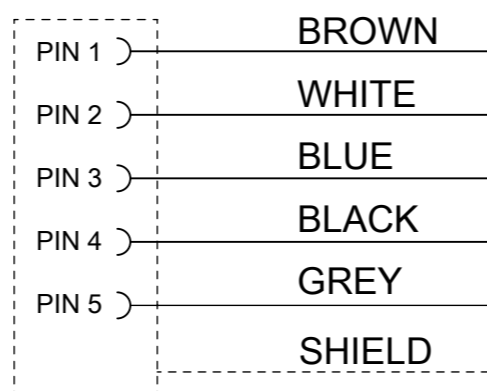 PIN 1 BROWN
PIN 2 WHITE
PIN 3 BLUE
PIN 4 BLACK
PIN 5 GREY
SHIELD